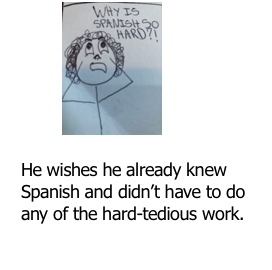 WHY IS
SPANISH SO
HARD?!
He wishes he already knew
Spanish and didn't have to do
any of the hard-tedious work.